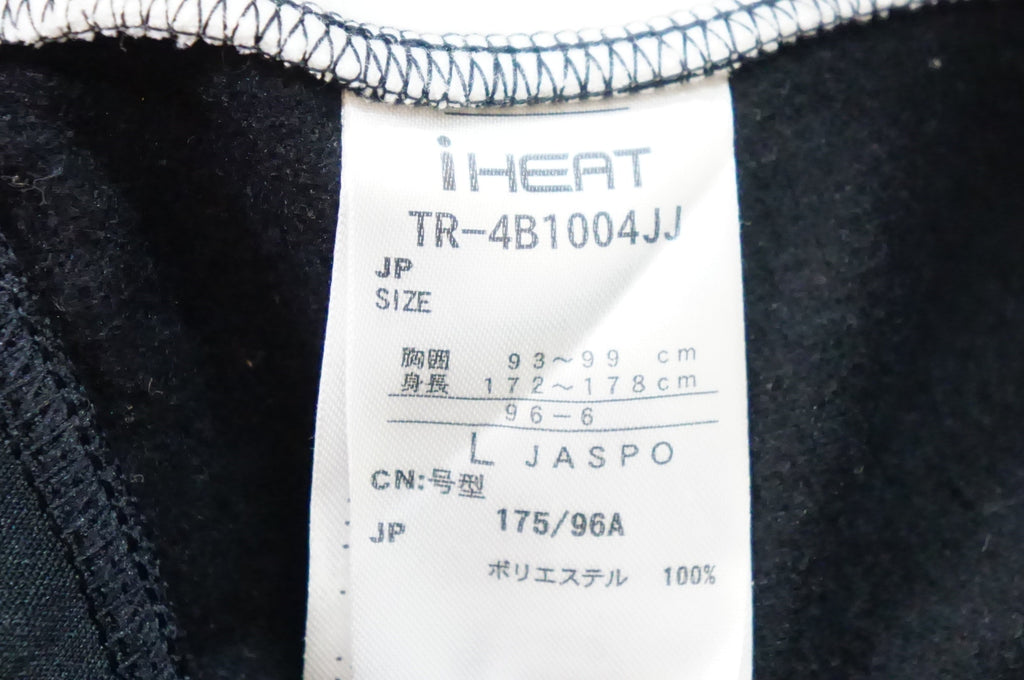 iHEAT
TR-4B1004JJ
JP
SIZE
胸囲 93～99 cm
身長 172～178cm
96-6
L JASPO
CN:号型
175/96A
JP
ポリエステル 100%